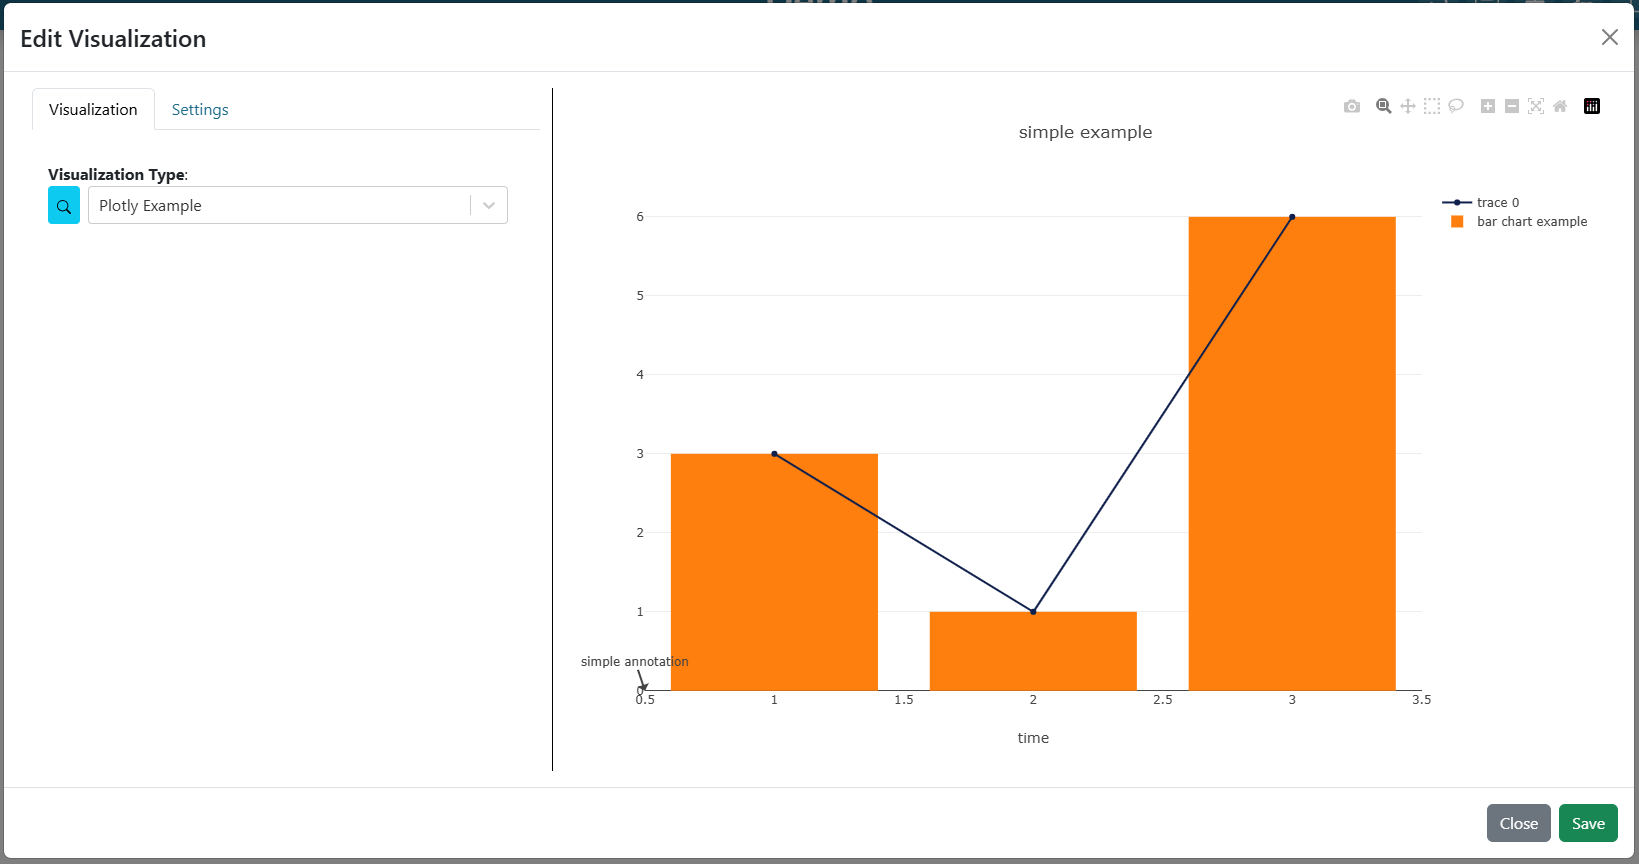 Edit Visualization
Visualization
Settings
Visualization Type:
Plotly Example
simple example
trace 0
bar chart example
6
5
4
3
2
1
simple annotation
0
0.5
1
1.5
2
2.5
3
3.5
time
Close
Save